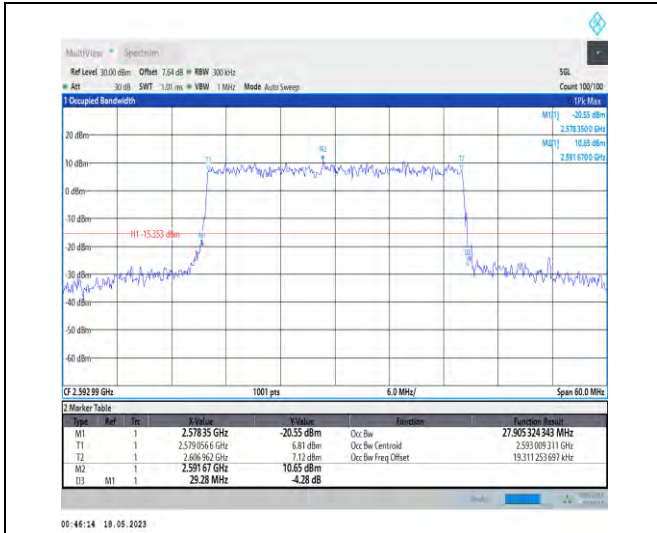 MultiView Spectrum
Ref Level 30.00 dBm Offset 7.64 dB RBW 300 kHz SGL
Att 30 dB SWT 1.01 ms VBW 1 MHz Mode Auto Sweep Count 100/100
1 Occupied Bandwidth 1Pk Max
M1[1] -20.55 dBm
2.578 3500 GHz
M2[1] 10.65 dBm
2.591 6700 GHz
20 dBm
M2
T1 T2
10 dBm
0 dBm
-10 dBm
H1 -15.353 dBm
M1
D3
-30 dBm
-40 dBm
-50 dBm
-60 dBm
CF 2.592 99 GHz 1001 pts 6.0 MHz/ Span 60.0 MHz
2 Marker Table
Type Ref Trc X-Value Y-Value Function Function Result
M1 1 2.578 35 GHz -20.55 dBm Occ Bw 27.905 324 343 MHz
T1 1 2.579 056 6 GHz 6.81 dBm Occ Bw Centroid 2.593 009 311 GHz
T2 1 2.606 962 GHz 7.12 dBm Occ Bw Freq Offset 19.311 253 697 kHz
M2 1 2.591 67 GHz 10.65 dBm
D3 M1 1 29.28 MHz -4.28 dB
00:46:14 18.05.2023